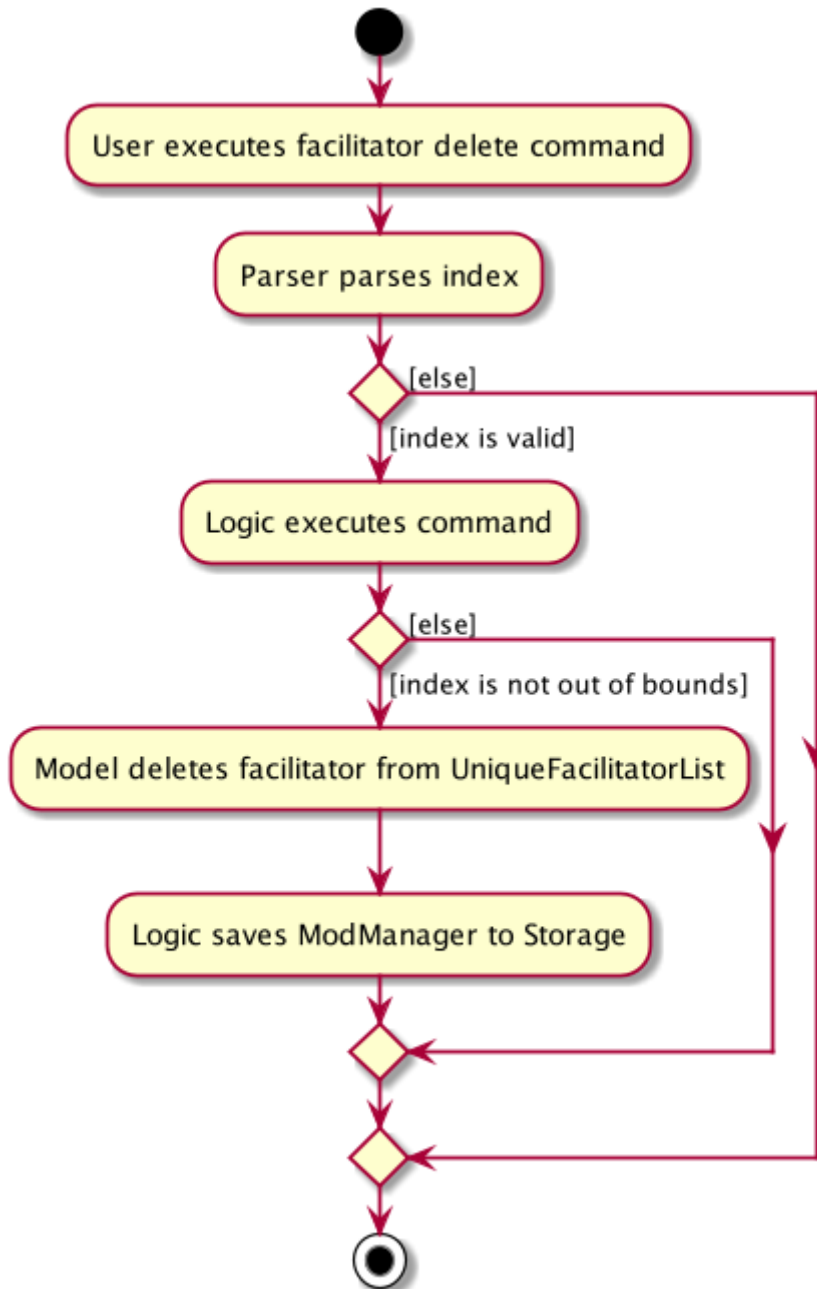 User executes facilitator delete command
Parser parses index
[else]
[index is valid]
Logic executes command
[else]
[index is not out of bounds]
Model deletes facilitator from UniqueFacilitatorList
Logic saves ModManager to Storage